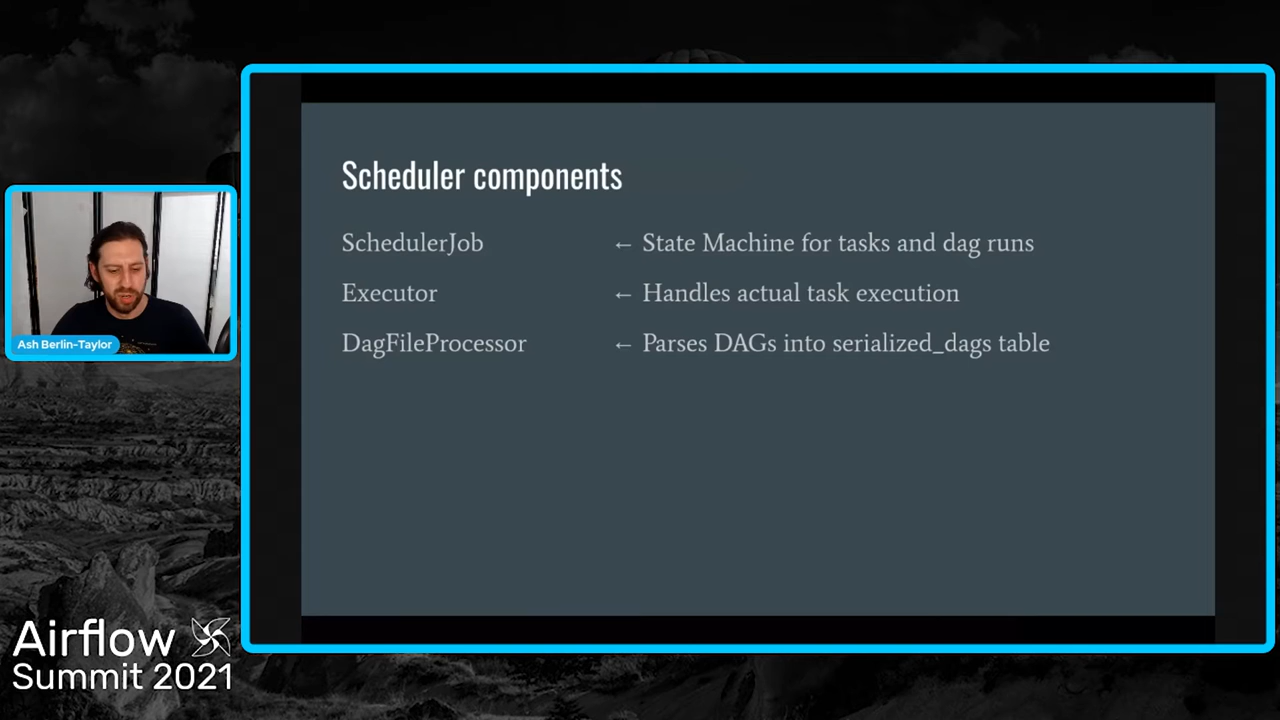 Scheduler components
SchedulerJob ← State Machine for tasks and dag runs
Executor ← Handles actual task execution
DagFileProcessor ← Parses DAGs into serialized_dags table
Ash Berlin-Taylor
Airflow
Summit 2021